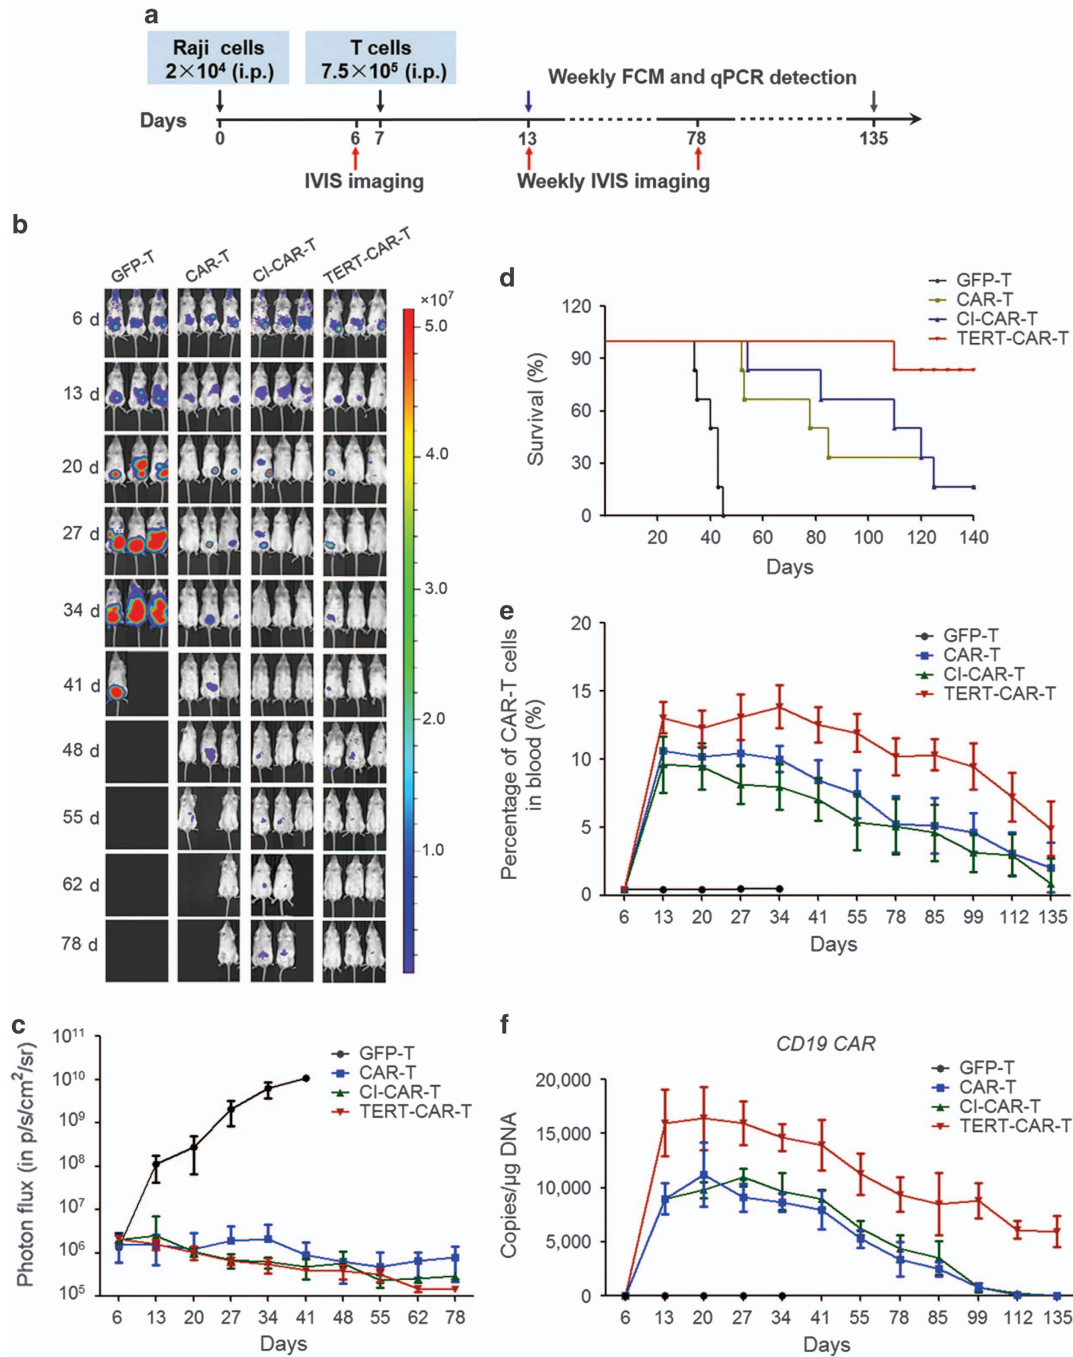 a
Raji cells
2×10⁴ (i.p.)
T cells
7.5×10⁵ (i.p.)
Weekly FCM and qPCR detection
Days
0
6
7
13
78
135
IVIS imaging
Weekly IVIS imaging
b
GFP-T
CAR-T
CI-CAR-T
TERT-CAR-T
6 d
13 d
20 d
27 d
34 d
41 d
48 d
55 d
62 d
78 d
×10⁷
5.0
4.0
3.0
2.0
1.0
d
GFP-T
CAR-T
CI-CAR-T
TERT-CAR-T
Survival (%)
120
90
60
30
0
20 40 60 80 100 120 140
Days
e
GFP-T
CAR-T
CI-CAR-T
TERT-CAR-T
Percentage of CAR-T cells
in blood (%)
20
15
10
5
0
6 13 20 27 34 41 55 78 85 99 112 135
Days
c
GFP-T
CAR-T
CI-CAR-T
TERT-CAR-T
Photon flux (in p/s/cm²/sr)
10¹¹
10¹⁰
10⁹
10⁸
10⁷
10⁶
10⁵
6 13 20 27 34 41 48 55 62 78
Days
f
CD19 CAR
GFP-T
CAR-T
CI-CAR-T
TERT-CAR-T
Copies/µg DNA
20,000
15,000
10,000
5,000
0
6 13 20 27 34 41 55 78 85 99 112 135
Days